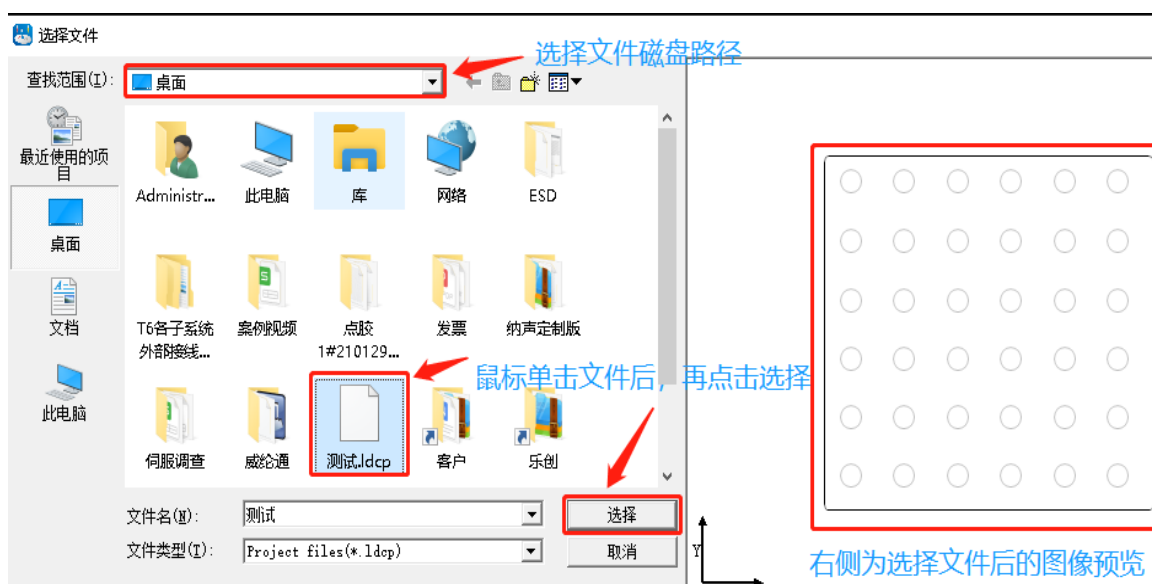 选择文件
选择文件磁盘路径
查找范围(I):
桌面
最近使用的项
目
桌面
文档
此电脑
Administr...
此电脑
库
网络
ESD
T6各子系统
外部接线...
案例视频
点胶
1#210129...
发票
纳声定制版
鼠标单击文件后，再点击选择
伺服调查
威纶通
测试.ldcp
客户
乐创
文件名(N):
测试
选择
文件类型(T):
Project files(*.ldcp)
取消
Y
右侧为选择文件后的图像预览